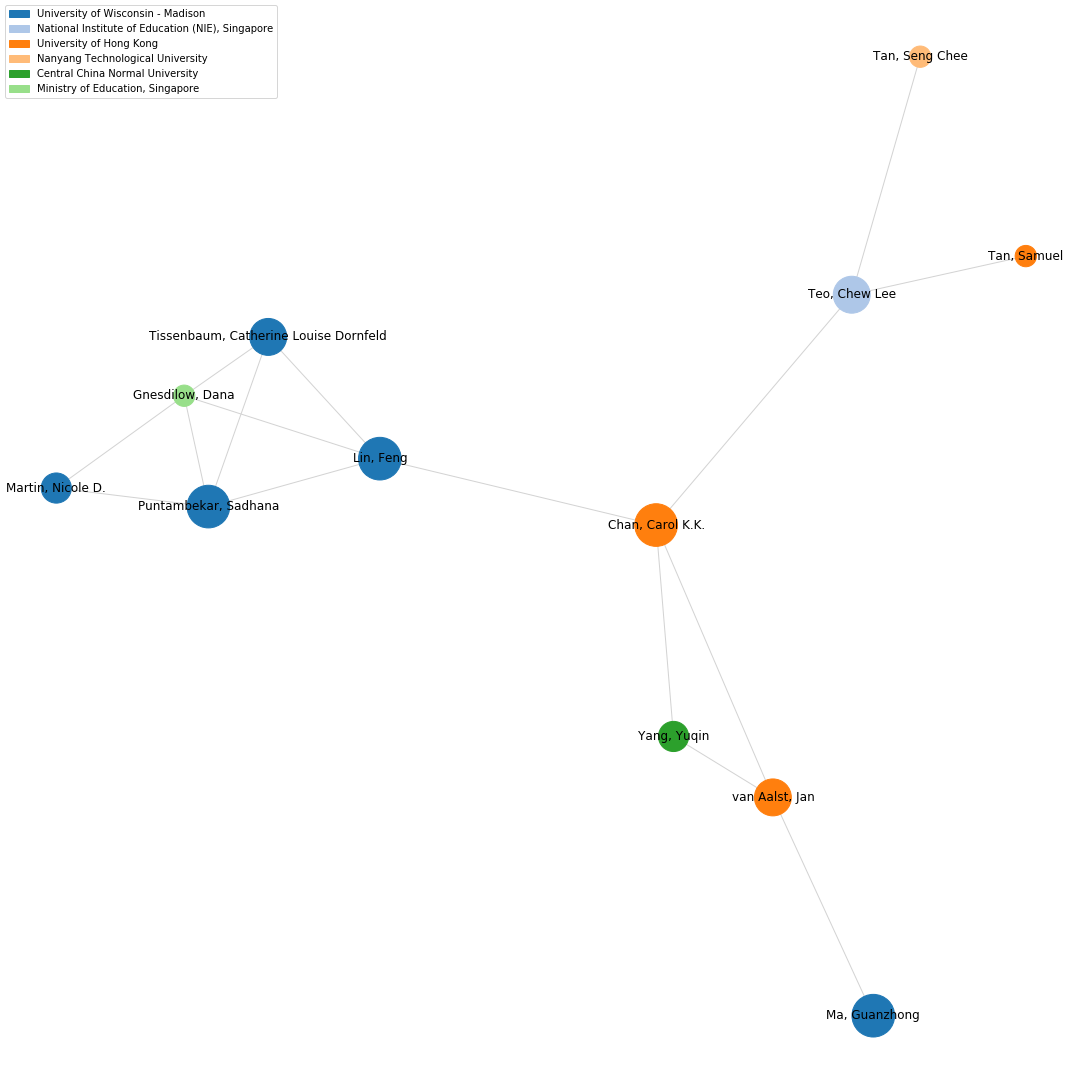 University of Wisconsin - Madison
National Institute of Education (NIE), Singapore
University of Hong Kong
Nanyang Technological University
Central China Normal University
Ministry of Education, Singapore
Tan, Seng Chee
Tan, Samuel
Teo, Chew Lee
Tissenbaum, Catherine Louise Dornfeld
Gnesdilow, Dana
Lin, Feng
Martin, Nicole D.
Puntambekar, Sadhana
Chan, Carol K.K.
Yang, Yuqin
van Aalst, Jan
Ma, Guanzhong